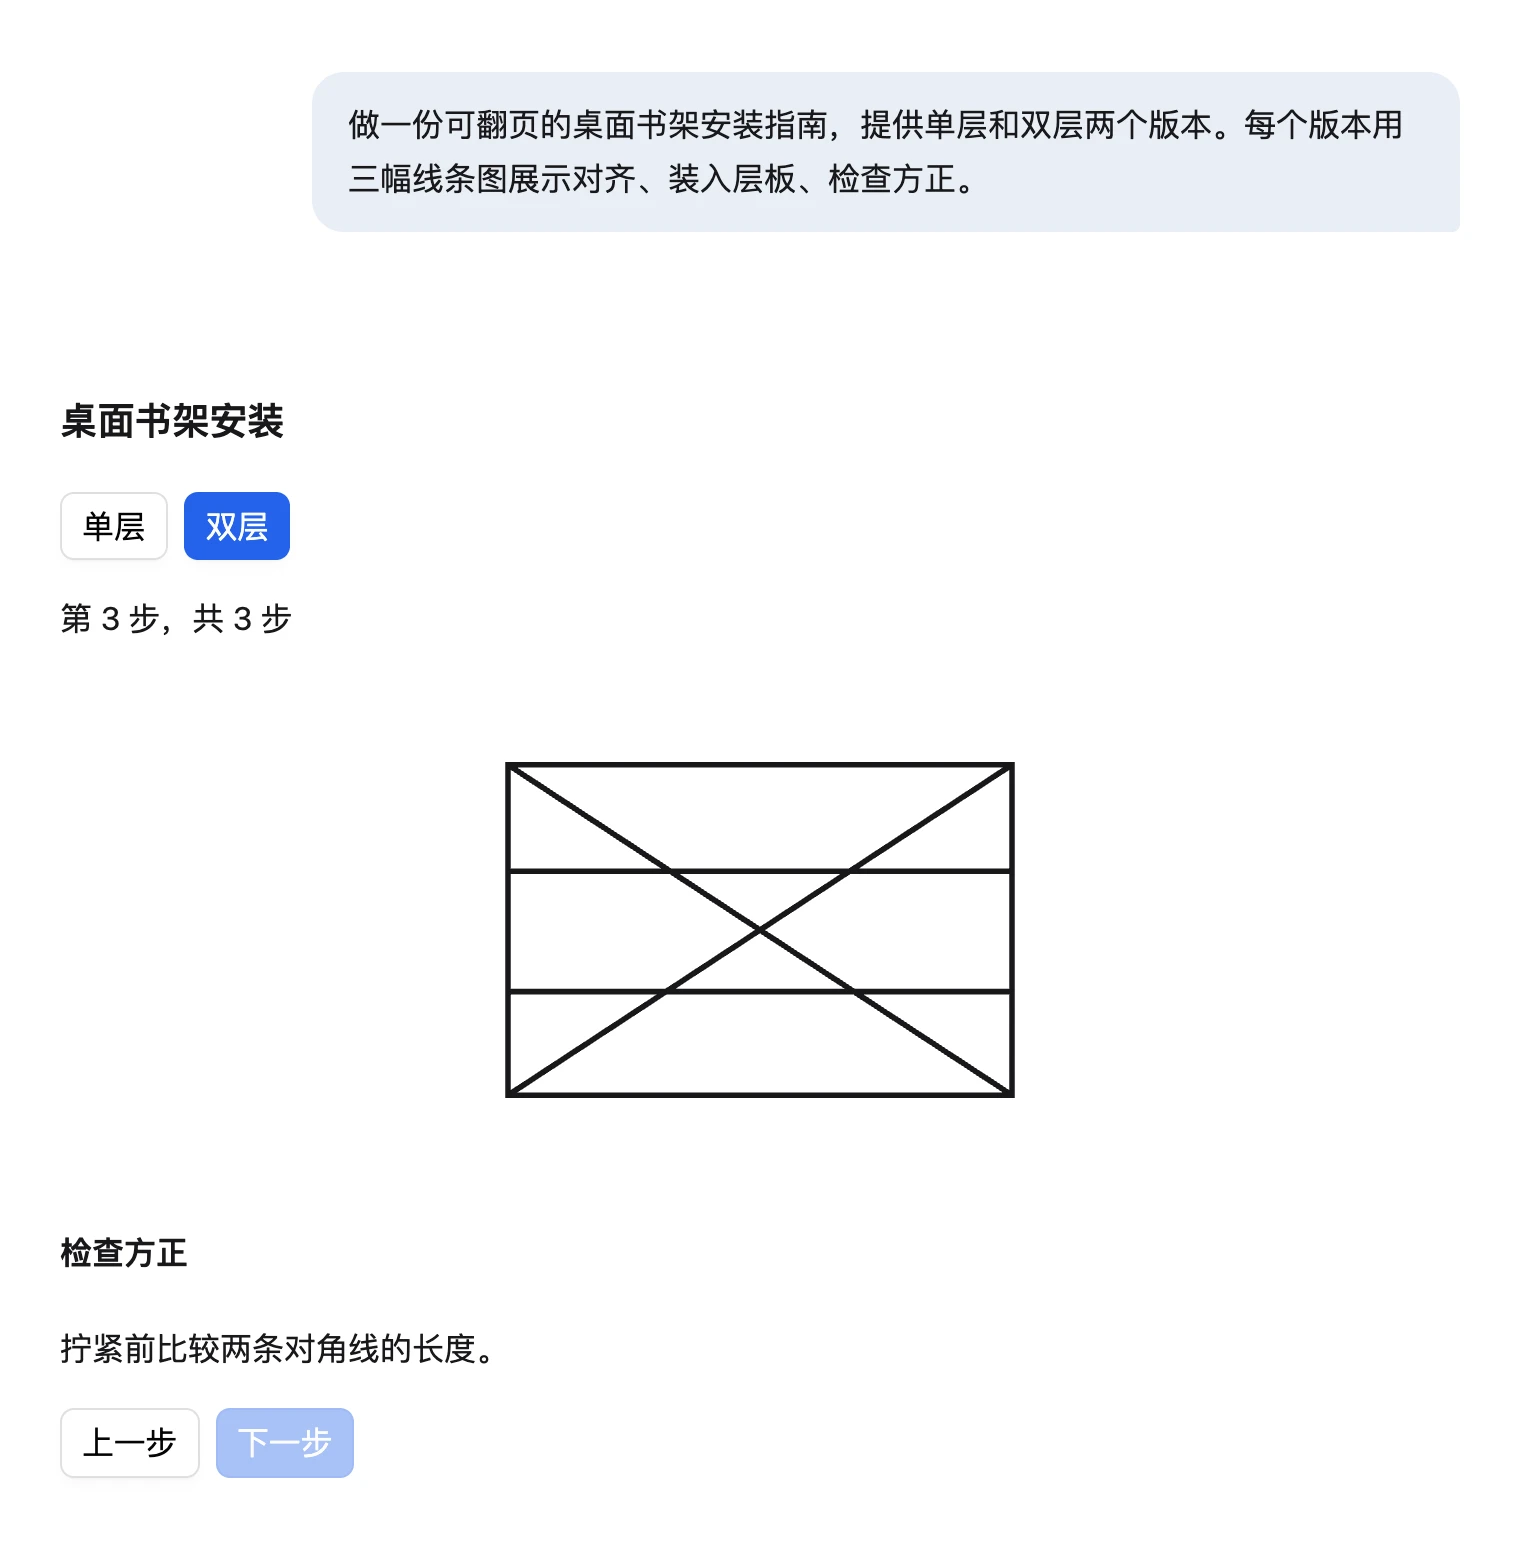 做一份可翻页的桌面书架安装指南，提供单层和双层两个版本。每个版本用
三幅线条图展示对齐、装入层板、检查方正。
桌面书架安装
单层
双层
第 3 步，共 3 步
检查方正
拧紧前比较两条对角线的长度。
上一步
下一步